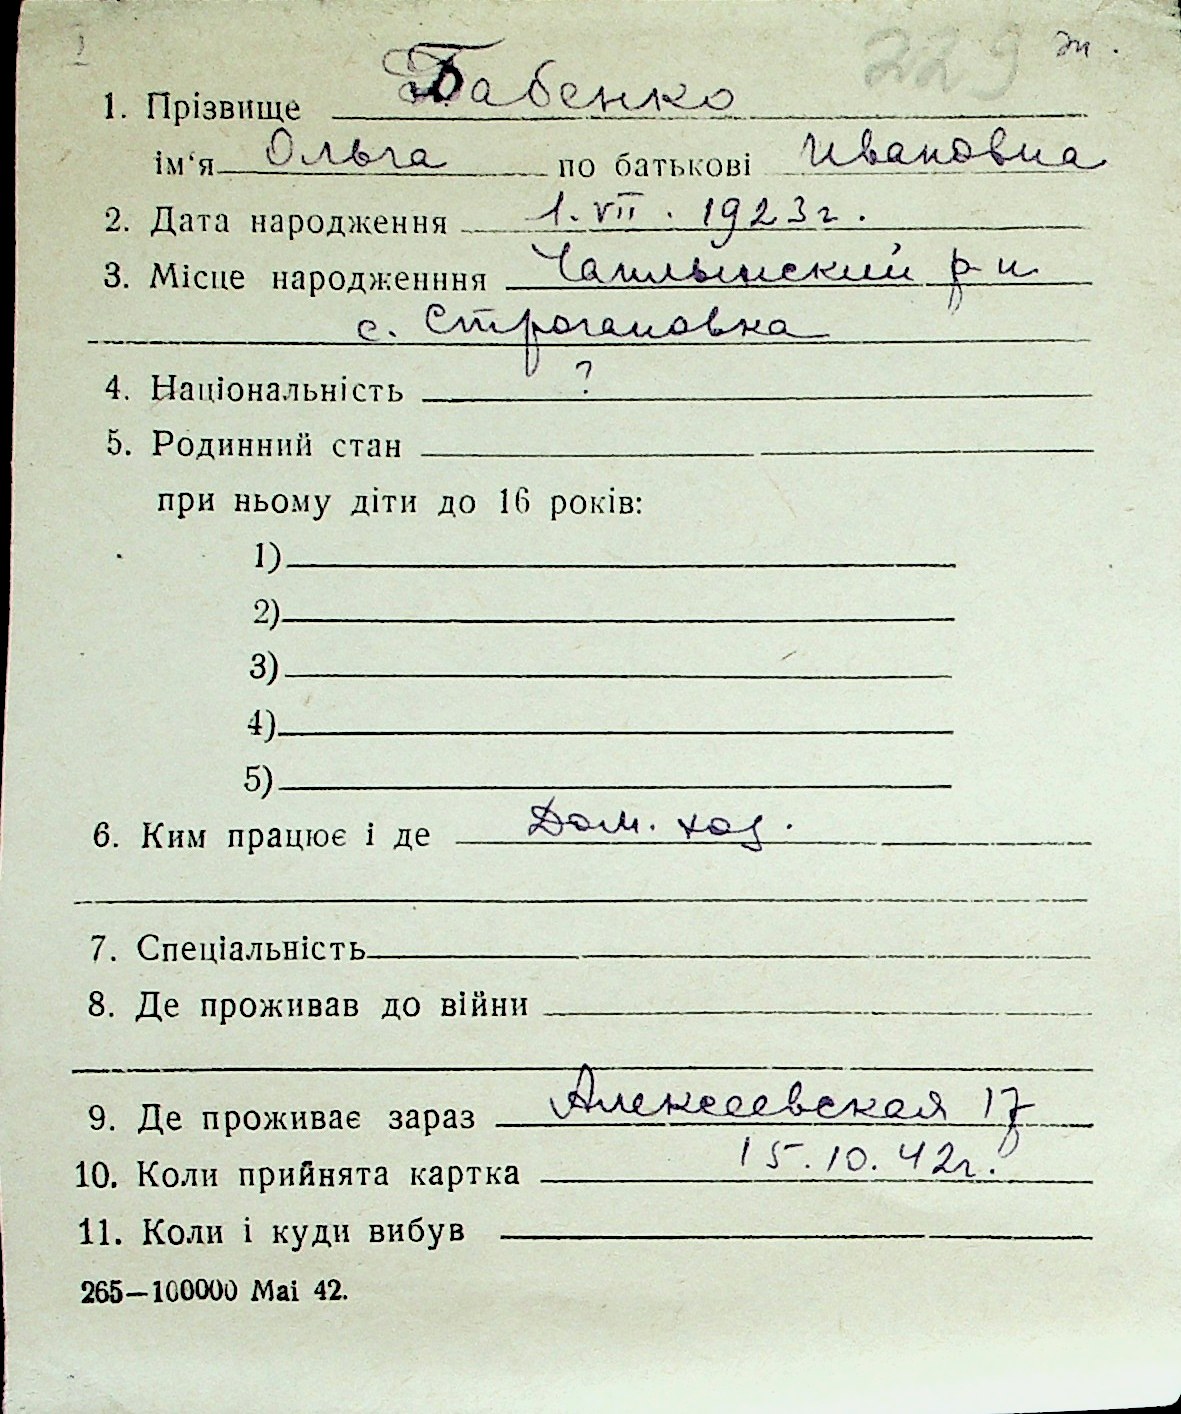 I 229 ж.
1. Прізвище Бабенко
ім'я Ольга по батькові Ивановна
2. Дата народження 1. VII. 1923 г.
3. Місце народженння Чаплынский р-н
с. Строгановка
4. Національність ?
5. Родинний стан
при ньому діти до 16 років:
1)
2)
3)
4)
5)
6. Ким працює і де Дом. хоз.
7. Спеціальність
8. Де проживав до війни
9. Де проживає зараз Алексеевская 17
10. Коли прийнята картка 15.10.42г.
11. Коли і куди вибув
265—100000 Mai 42.